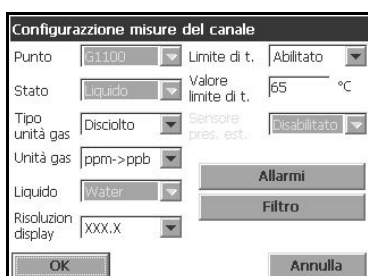 Configurazzione misure del canale
Punto G1100 Limite di t. Abilitato
Stato Liquido Valore limite di t. 65 °C
Tipo unità gas Disciolto Sensore pres. est. Disabilitato
Unità gas ppm->ppb
Allarmi
Liquido Water
Filtro
Risoluzion display XXX.X
OK Annulla